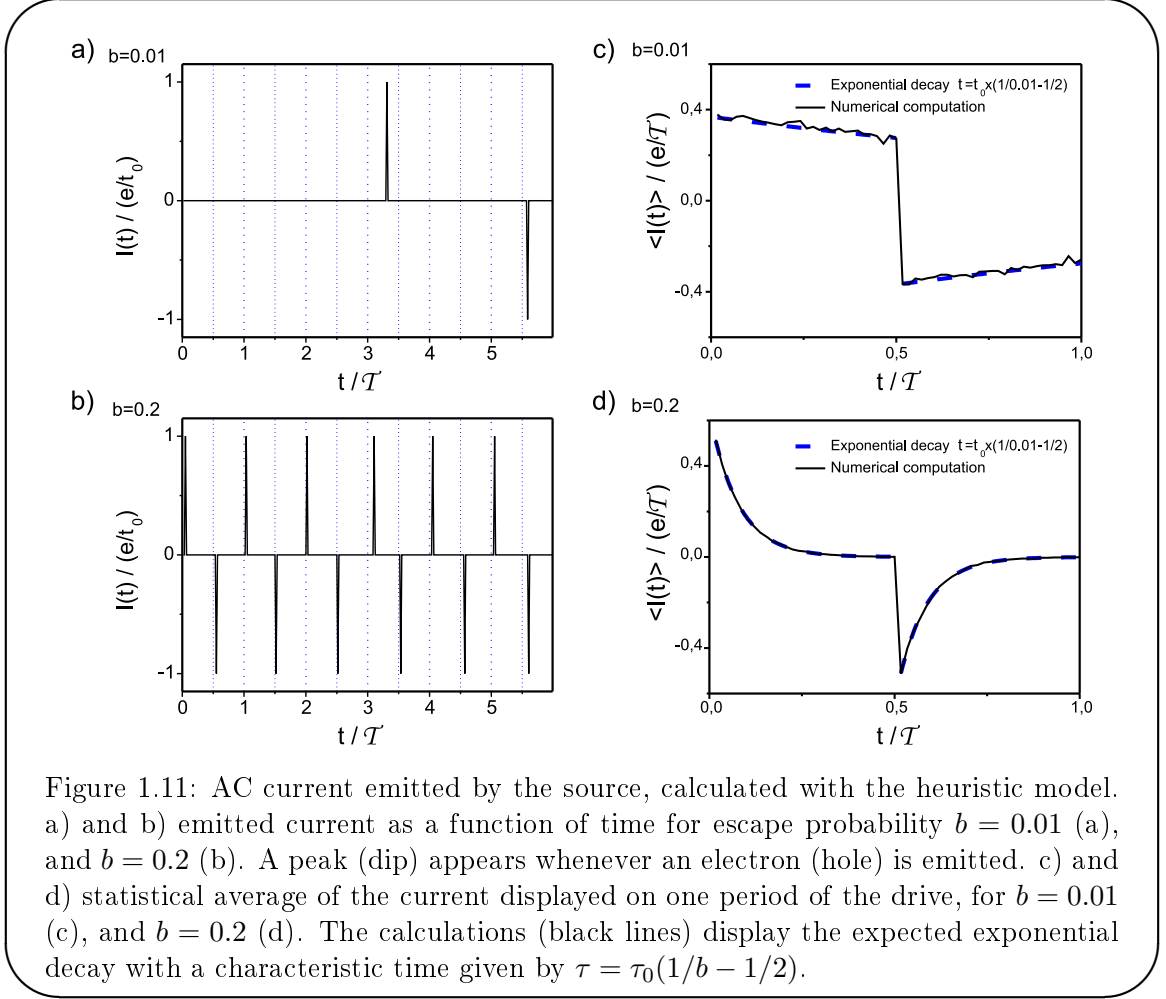 a) b=0.01
I(t) / (e/t₀)
1
0
-1
0 1 2 3 4 5
t / 𝒯
c) b=0.01
Exponential decay t=t₀x(1/0.01-1/2)
Numerical computation
<I(t)> / (e/𝒯)
0,4
0,0
-0,4
0,0 0,5 1,0
t / 𝒯
b) b=0.2
I(t) / (e/t₀)
1
0
-1
0 1 2 3 4 5
t / 𝒯
d) b=0.2
Exponential decay t=t₀x(1/0.01-1/2)
Numerical computation
<I(t)> / (e/𝒯)
0,4
0,0
-0,4
0,0 0,5 1,0
t / 𝒯
Figure 1.11: AC current emitted by the source, calculated with the heuristic model.
a) and b) emitted current as a function of time for escape probability b = 0.01 (a),
and b = 0.2 (b). A peak (dip) appears whenever an electron (hole) is emitted. c) and
d) statistical average of the current displayed on one period of the drive, for b = 0.01
(c), and b = 0.2 (d). The calculations (black lines) display the expected exponential
decay with a characteristic time given by τ = τ₀(1/b − 1/2).